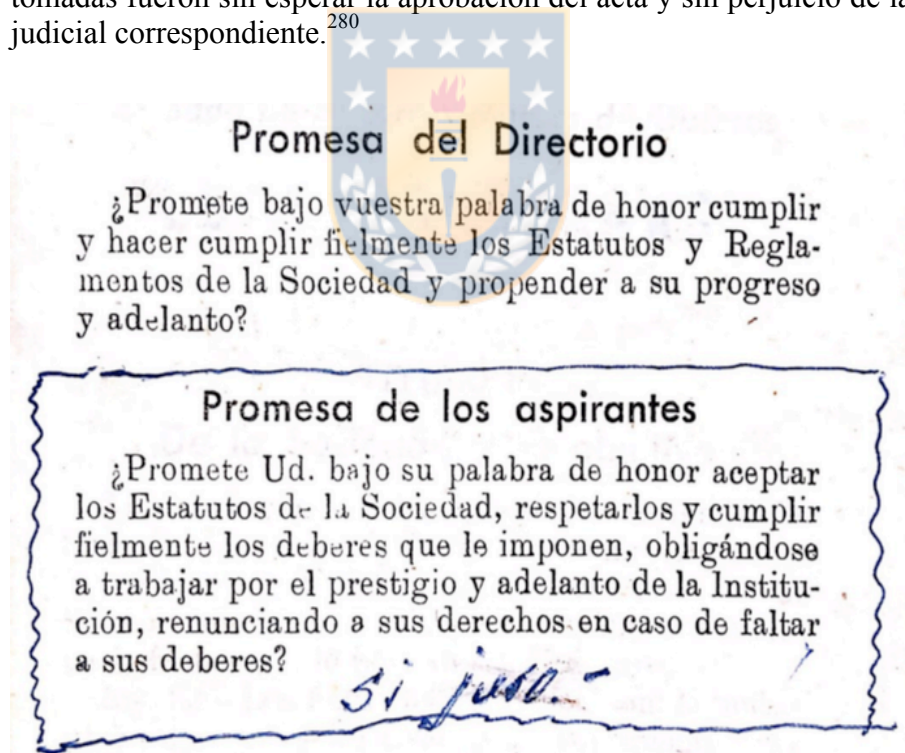 tomadas fueron sin esperar la aprobación del acta y sin perjuicio de la
judicial correspondiente.280
Promesa del Directorio
¿Promete bajo vuestra palabra de honor cumplir
y hacer cumplir fielmente los Estatutos y Regla-
mentos de la Sociedad y propender a su progreso
y adelanto?
Promesa de los aspirantes
¿Promete Ud. bajo su palabra de honor aceptar
los Estatutos de la Sociedad, respetarlos y cumplir
fielmente los deberes que le imponen, obligándose
a trabajar por el prestigio y adelanto de la Institu-
ción, renunciando a sus derechos en caso de faltar
a sus deberes?
si juro-